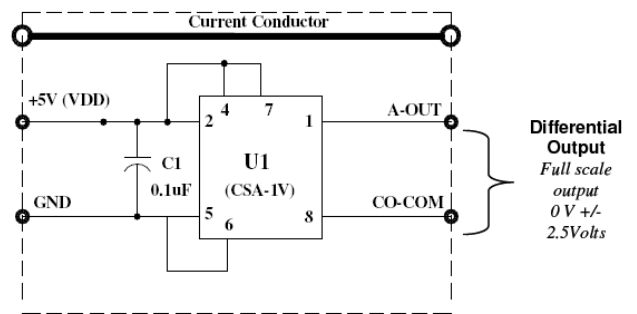 Current Conductor
+5V (VDD)
4
7
2
1
A-OUT
C1
0.1uF
U1
(CSA-1V)
GND
5
6
8
CO-COM
Differential
Output
Full scale
output
0 V +/-
2.5Volts